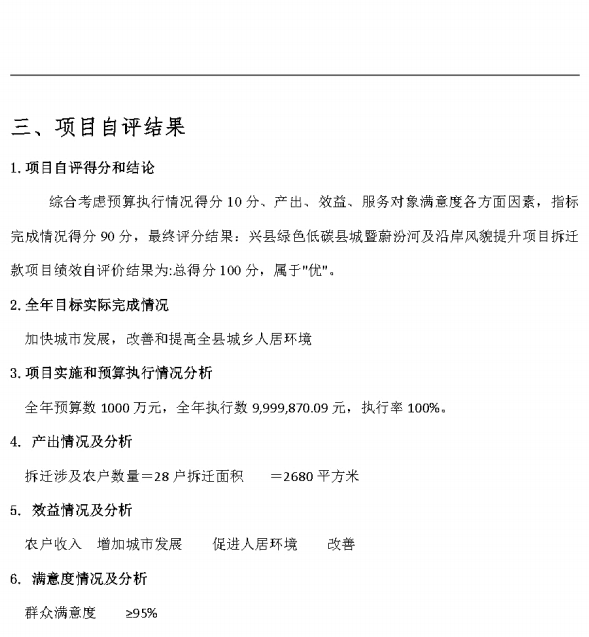 三、项目自评结果
1. 项目自评得分和结论
综合考虑预算执行情况得分 10 分、产出、效益、服务对象满意度各方面因素，指标
完成情况得分 90 分，最终评分结果：兴县绿色低碳县城暨蔚汾河及沿岸风貌提升项目拆迁
款项目绩效自评价结果为:总得分 100 分，属于"优"。
2. 全年目标实际完成情况
加快城市发展，改善和提高全县城乡人居环境
3. 项目实施和预算执行情况分析
全年预算数 1000 万元，全年执行数 9,999,870.09 元，执行率 100%。
4. 产出情况及分析
拆迁涉及农户数量＝28 户拆迁面积 ＝2680 平方米
5. 效益情况及分析
农户收入 增加城市发展 促进人居环境 改善
6. 满意度情况及分析
群众满意度 ≥95%